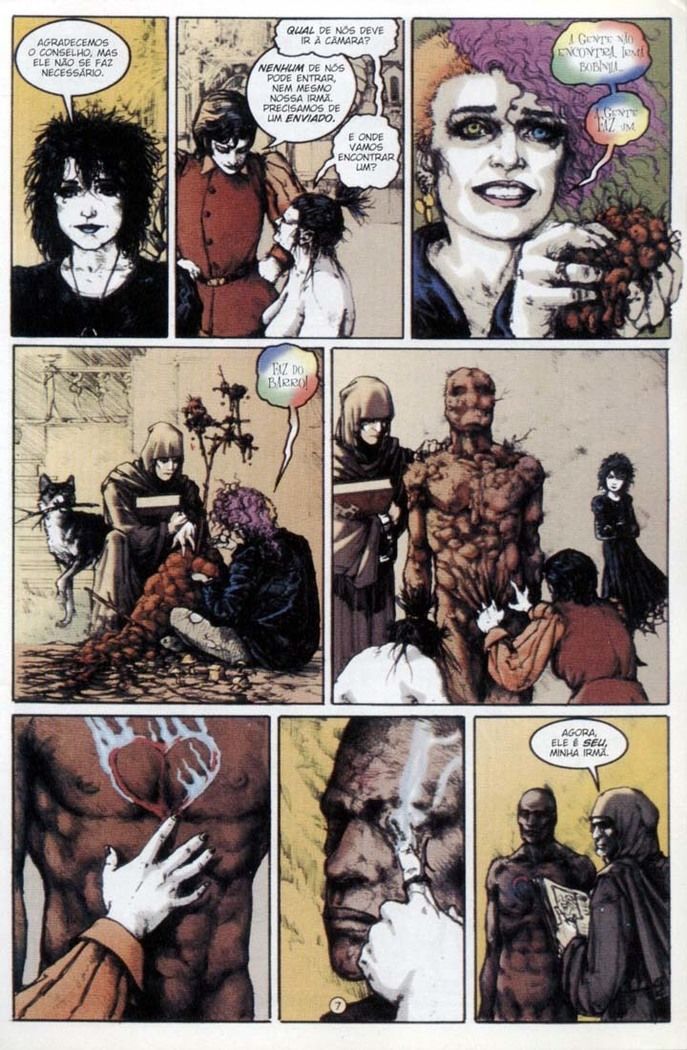 AGRADECEMOS
O CONSELHO, MAS
ELE NÃO SE FAZ
NECESSÁRIO.
QUAL DE NÓS DEVE
IR À CÂMARA?
NENHUM DE NÓS
PODE ENTRAR,
NEM MESMO
NOSSA IRMÃ.
PRECISAMOS DE
UM ENVIADO.
E ONDE
VAMOS
ENCONTRAR
UM?
A GENTE NÃO
ENCONTRA, IRMÃ
BOBINHA...
A GENTE
FAZ UM.
FAZ DO
BARRO!
AGORA,
ELE É SEU,
MINHA IRMÃ.
7